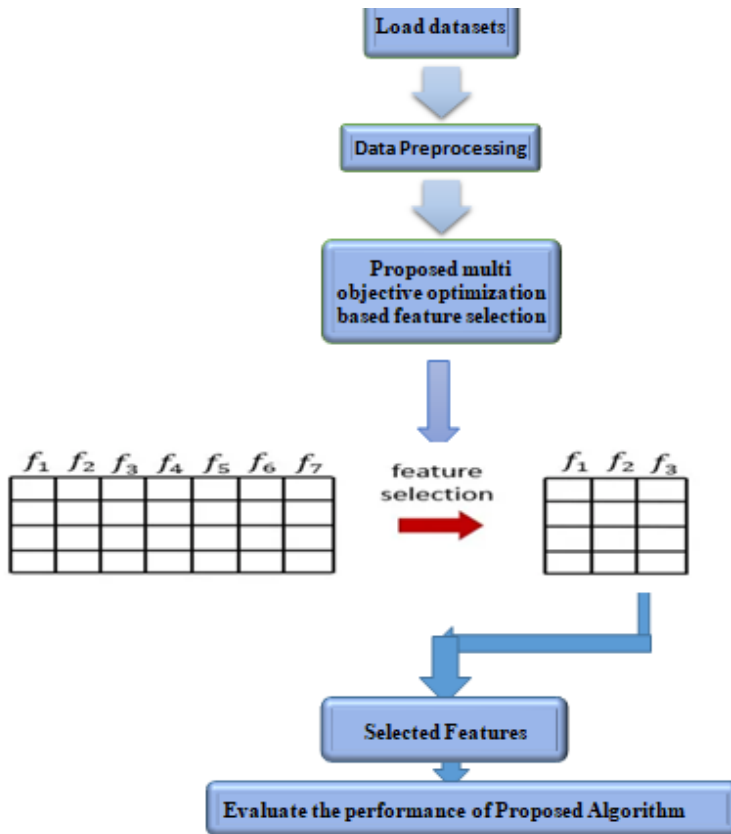 Load datasets
Data Preprocessing
Proposed multi
objective optimization
based feature selection
f₁ f₂ f₃ f₄ f₅ f₆ f₇
feature
selection
f₁ f₂ f₃
Selected Features
Evaluate the performance of Proposed Algorithm